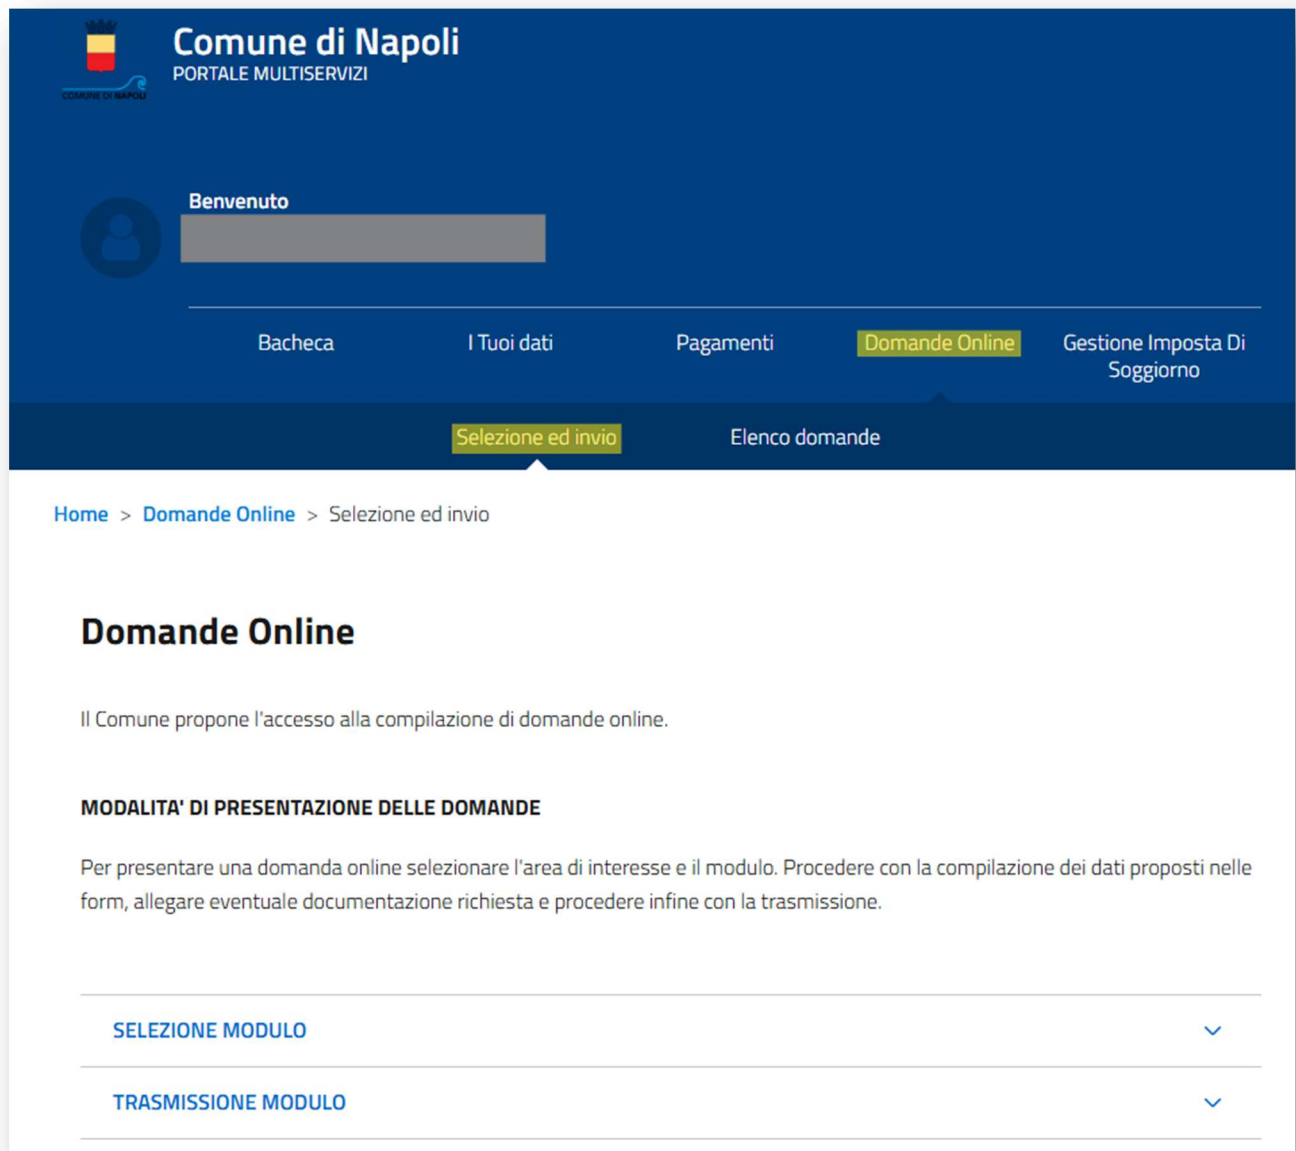 Comune di Napoli
PORTALE MULTISERVIZI
COMUNE DI NAPOLI
Benvenuto
Bacheca
I Tuoi dati
Pagamenti
Domande Online
Gestione Imposta Di
Soggiorno
Selezione ed invio
Elenco domande
Home > Domande Online > Selezione ed invio
Domande Online
Il Comune propone l'accesso alla compilazione di domande online.
MODALITA' DI PRESENTAZIONE DELLE DOMANDE
Per presentare una domanda online selezionare l'area di interesse e il modulo. Procedere con la compilazione dei dati proposti nelle
form, allegare eventuale documentazione richiesta e procedere infine con la trasmissione.
SELEZIONE MODULO
TRASMISSIONE MODULO